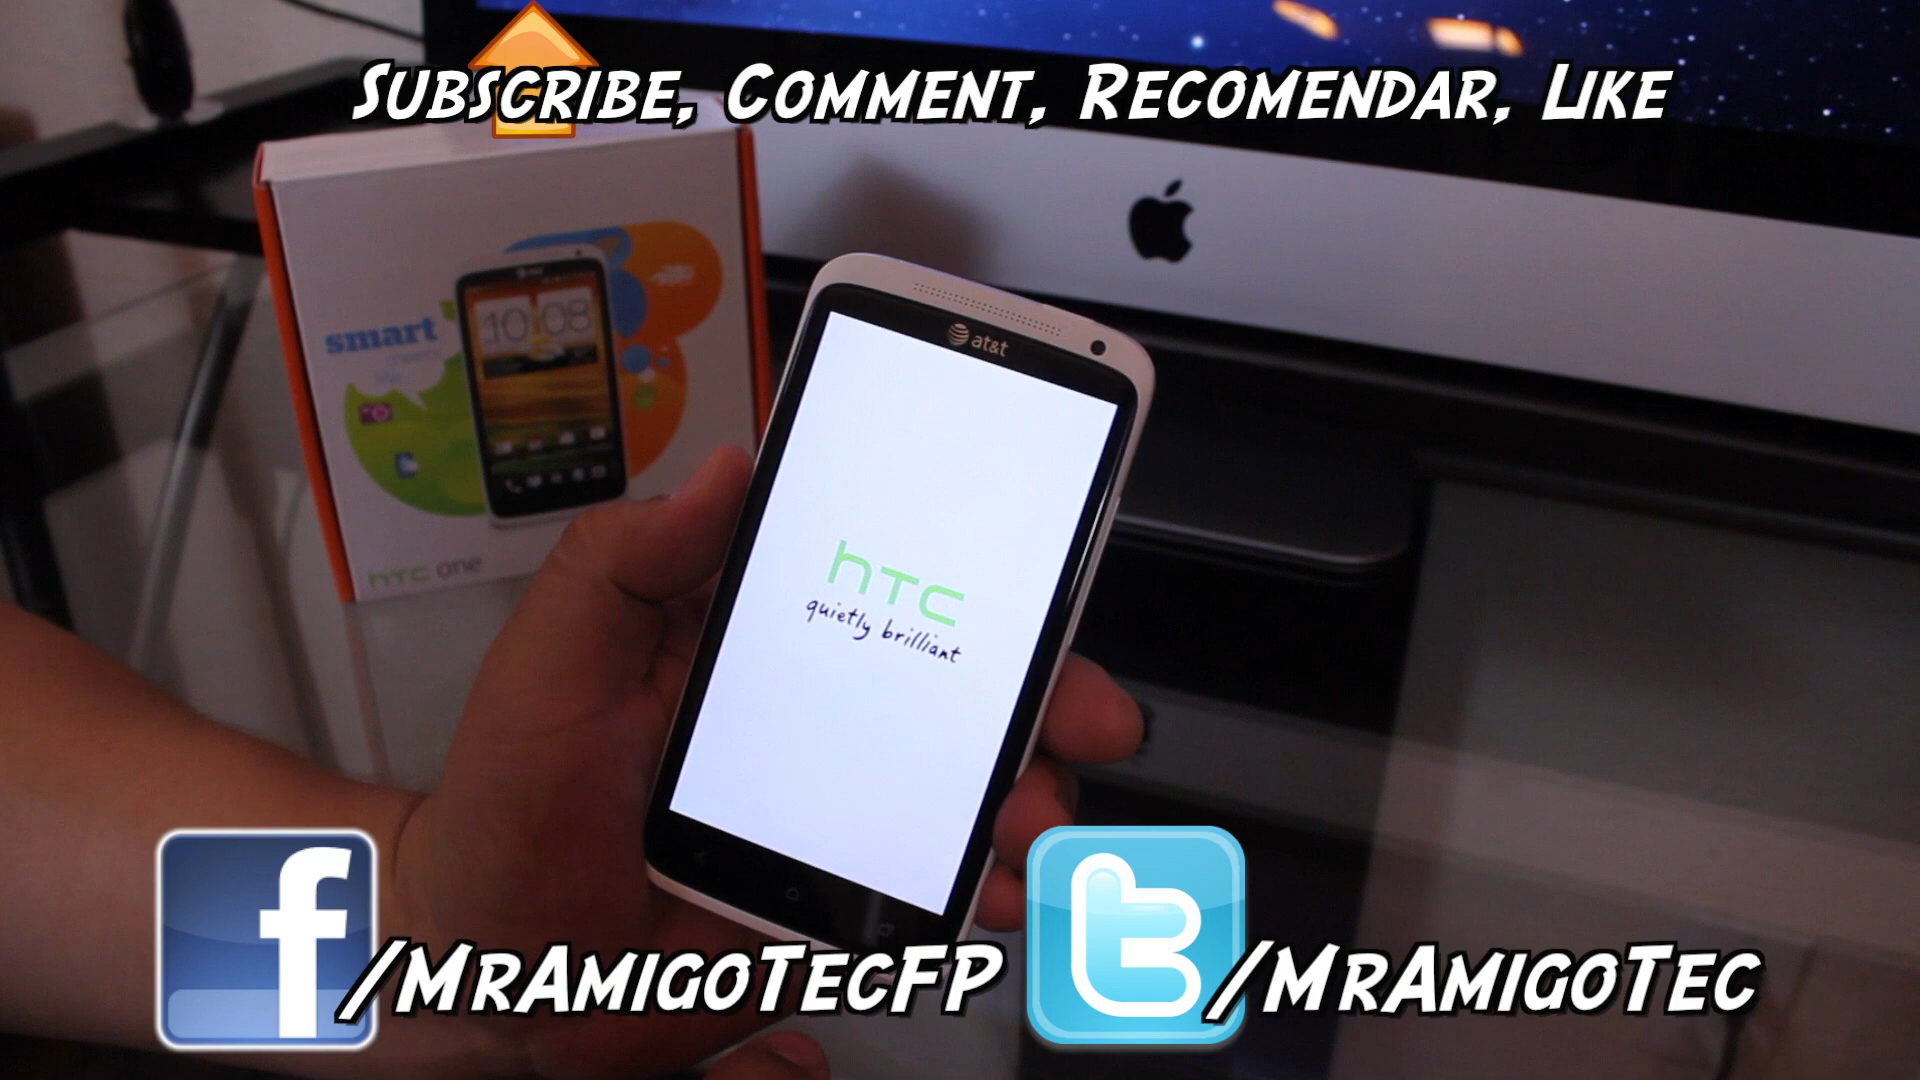 Subscribe, Comment, Recomendar, Like
at&t
10 08
smart
htc
quietly brilliant
htc one
/MrAmigoTecFP
/MrAmigoTec